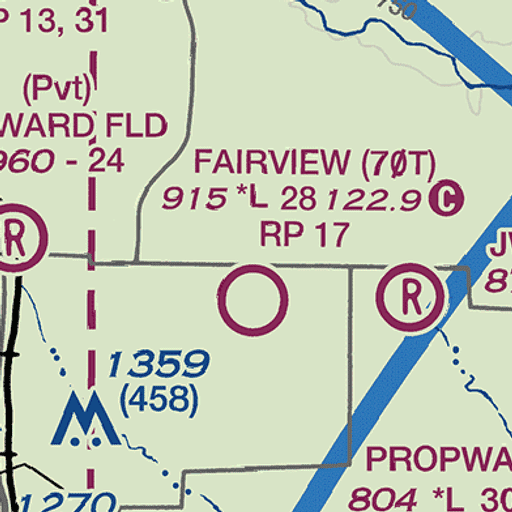 730
P 13, 31
(Pvt)
WARD FLD
960 - 24
FAIRVIEW (7ØT)
915 *L 28 122.9 C
RP 17
R
R
1359
(458)
1270
PROPWA
804 *L 30